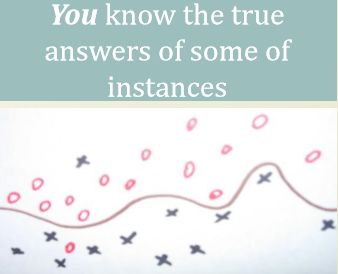 You know the true
answers of some of
instances